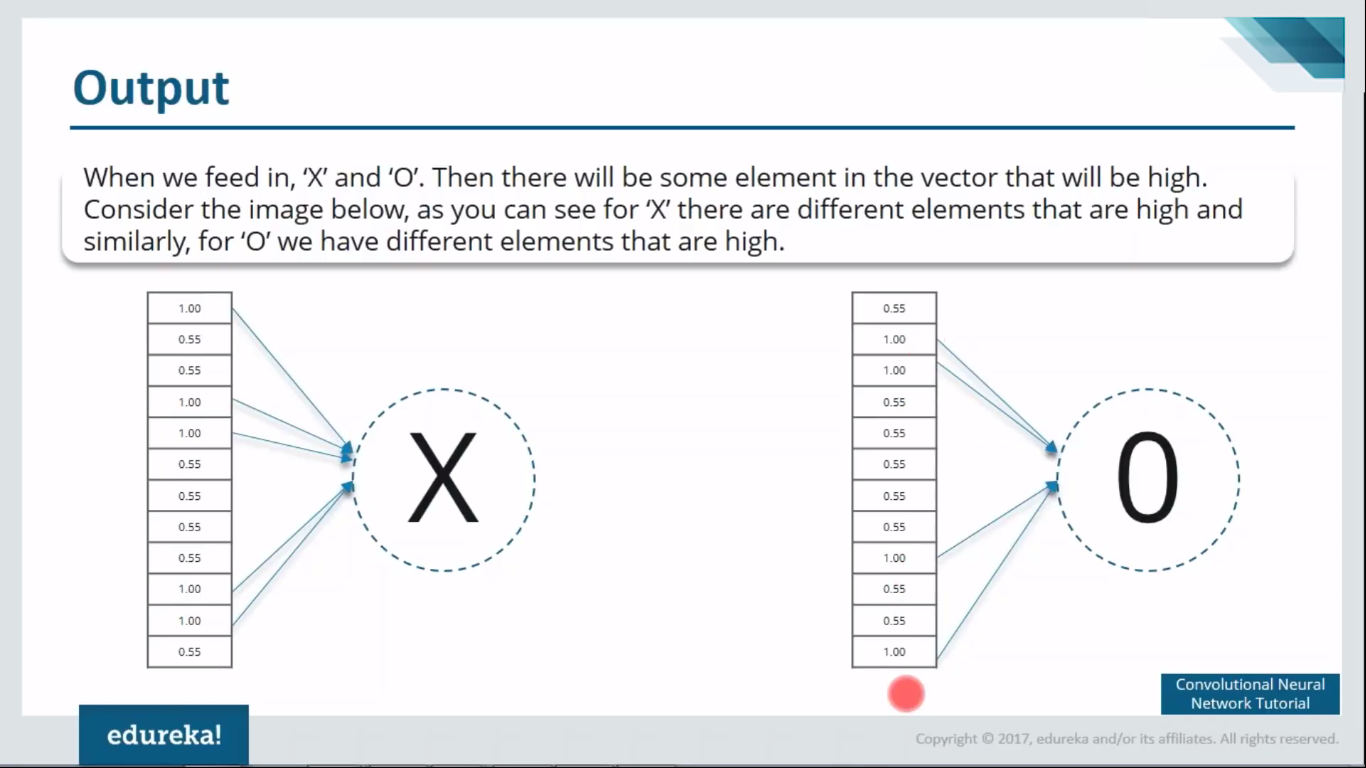 Output
When we feed in, ‘X’ and ‘O’. Then there will be some element in the vector that will be high.
Consider the image below, as you can see for ‘X’ there are different elements that are high and
similarly, for ‘O’ we have different elements that are high.
1.00
0.55
0.55
1.00
1.00
0.55
0.55
0.55
0.55
1.00
1.00
0.55
X
0.55
1.00
1.00
0.55
0.55
0.55
0.55
0.55
1.00
0.55
0.55
1.00
O
Convolutional Neural
Network Tutorial
edureka!
Copyright © 2017, edureka and/or its affiliates. All rights reserved.